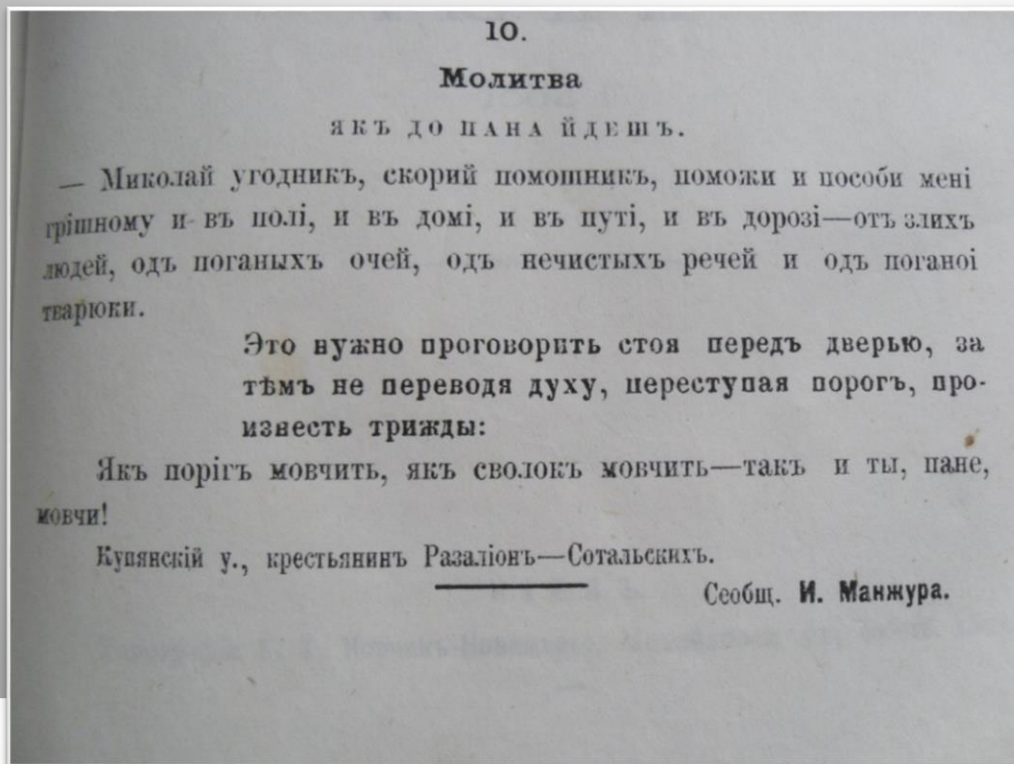 10.
Молитва
ЯКЪ ДО ПАНА ЙДЕШЪ.
— Миколай угодникъ, скорий помошникъ, поможи и пособи мені
грішному и въ полі, и въ домі, и въ путі, и въ дорозі—отъ злихъ
людей, одъ поганыхъ очей, одъ нечистыхъ речей и одъ поганоі
тварюки.
Это нужно проговорить стоя передъ дверью, за
тѣмъ не переводя духу, переступая порогъ, про-
известь трижды:
Якъ порігъ мовчить, якъ сволокъ мовчить—такъ и ты, пане,
мовчи!
Купянскій у., крестьянинъ Разаліонъ—Сотальскихъ.
Сеобщ. И. Манжура.